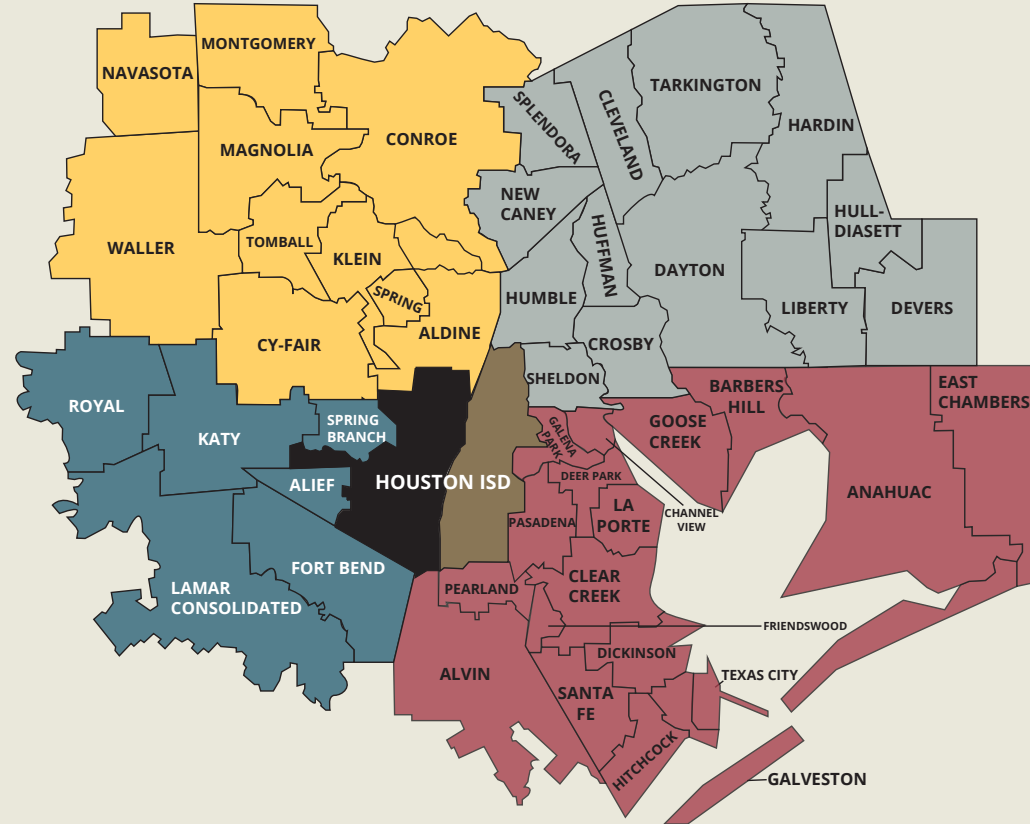 MONTGOMERY
NAVASOTA
CONROE
MAGNOLIA
TARKINGTON
SPLENDORA
CLEVELAND
HARDIN
NEW
CANEY
HULL-
DIASETT
WALLER
TOMBALL
KLEIN
HUFFMAN
DAYTON
SPRING
HUMBLE
LIBERTY
DEVERS
CY-FAIR
ALDINE
CROSBY
SHELDON
BARBERS
HILL
EAST
CHAMBERS
ROYAL
KATY
SPRING
BRANCH
GALENA
PARK
GOOSE
CREEK
ALIEF
HOUSTON ISD
DEER PARK
ANAHUAC
LA
PORTE
CHANNEL
VIEW
PASADENA
FORT BEND
LAMAR
CONSOLIDATED
PEARLAND
CLEAR
CREEK
FRIENDSWOOD
DICKINSON
ALVIN
TEXAS CITY
SANTA
FE
HITCHCOCK
GALVESTON